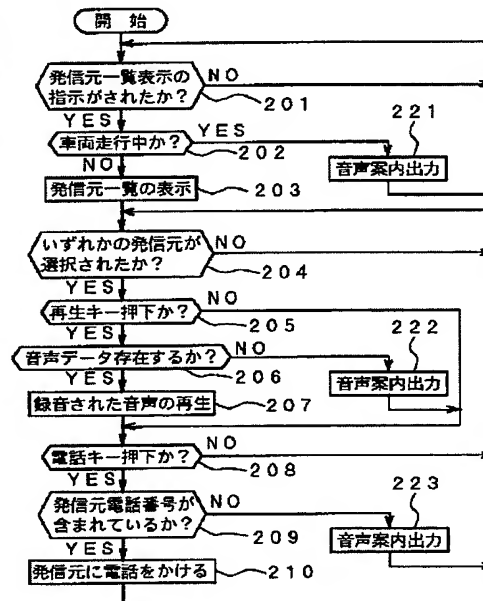 開 始
発信元一覧表示の
指示がされたか?
NO
201
YES
車両走行中か?
YES
202
221
音声案内出力
NO
発信元一覧の表示
203
いずれかの発信元が
選択されたか?
NO
204
YES
再生キー押下か?
NO
205
YES
音声データ存在するか?
NO
206
222
音声案内出力
YES
録音された音声の再生
207
電話キー押下か?
NO
208
YES
発信元電話番号が
含まれているか?
NO
209
223
音声案内出力
YES
発信元に電話をかける
210